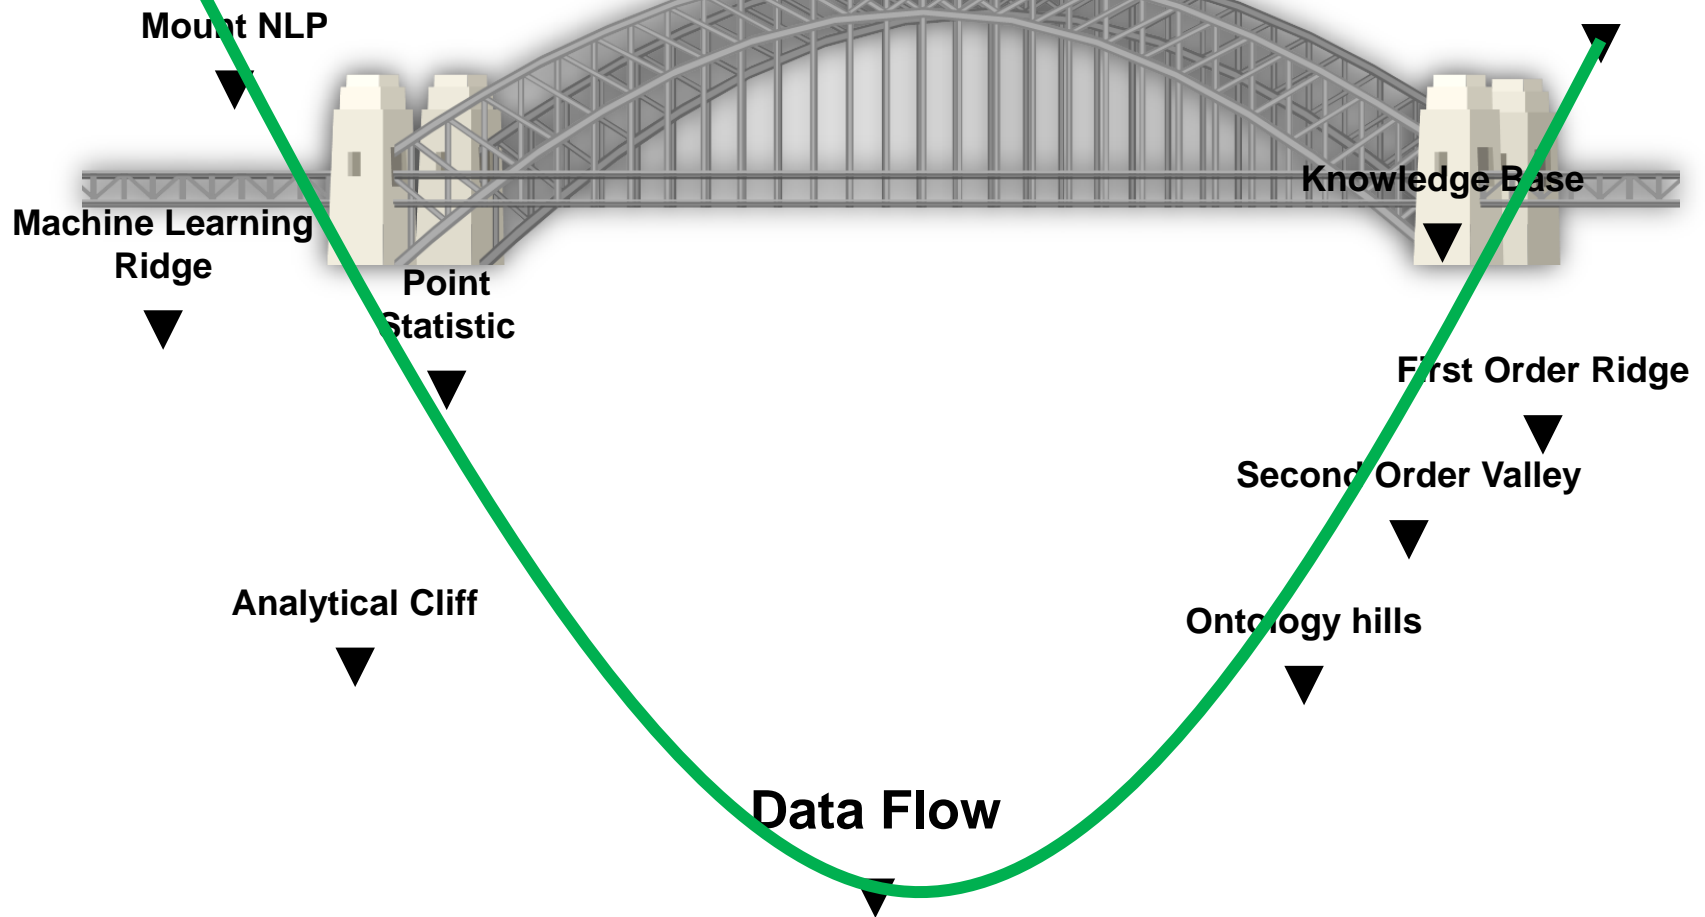 Mount NLP
Knowledge Base
Machine Learning
Ridge
Point
Statistic
First Order Ridge
Second Order Valley
Analytical Cliff
Ontology hills
Data Flow